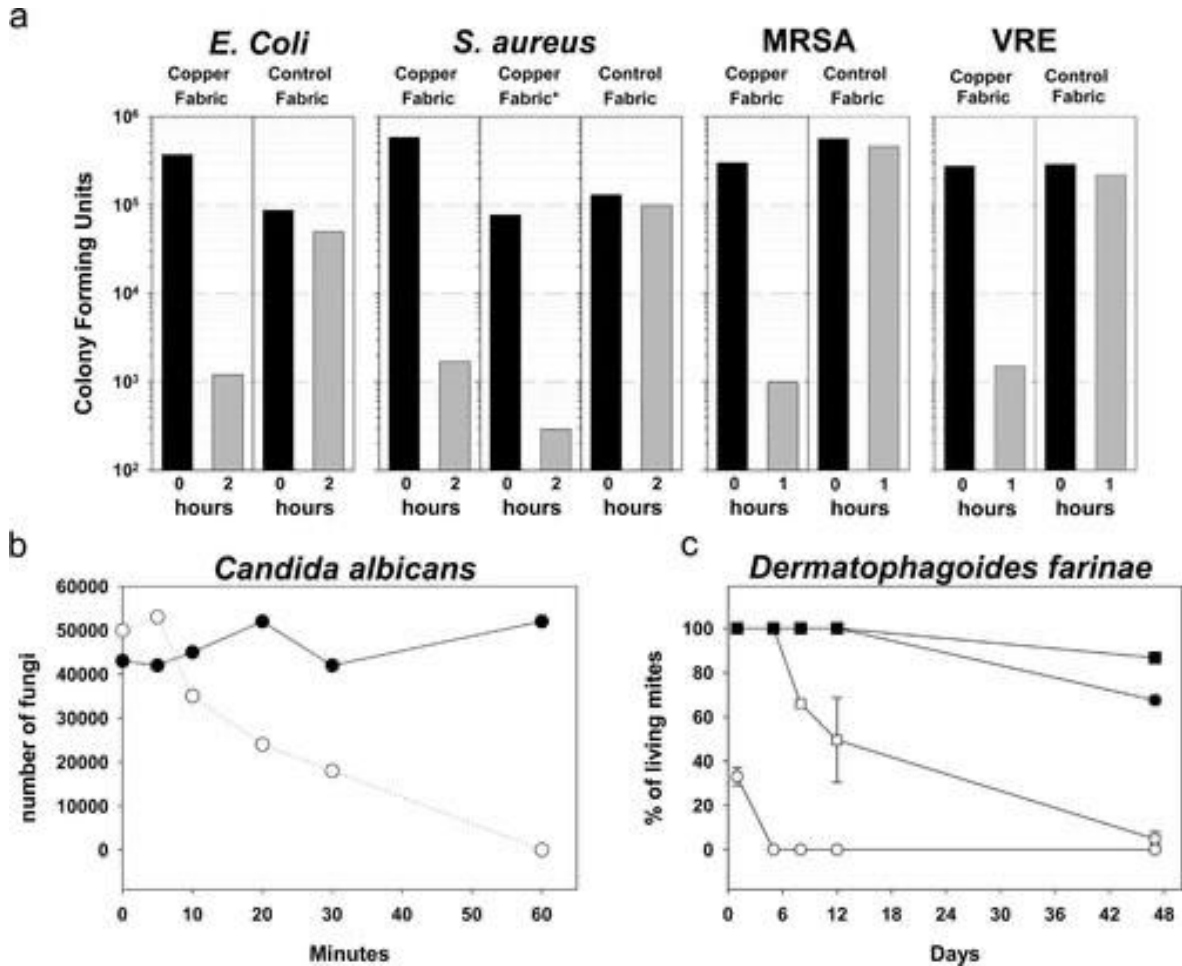 a
E. Coli S. aureus MRSA VRE
Copper Fabric Control Fabric Copper Fabric Copper Fabric* Control Fabric Copper Fabric Control Fabric Copper Fabric Control Fabric
Colony Forming Units
10⁶
10⁵
10⁴
10³
10²
0 2 0 2 0 2 0 2 0 2 0 1 0 1 0 1 0 1
hours hours hours hours hours hours hours hours hours
b
Candida albicans
number of fungi
60000
50000
40000
30000
20000
10000
0
0 10 20 30 40 50 60
Minutes
c
Dermatophagoides farinae
% of living mites
100
80
60
40
20
0
0 6 12 18 24 30 36 42 48
Days